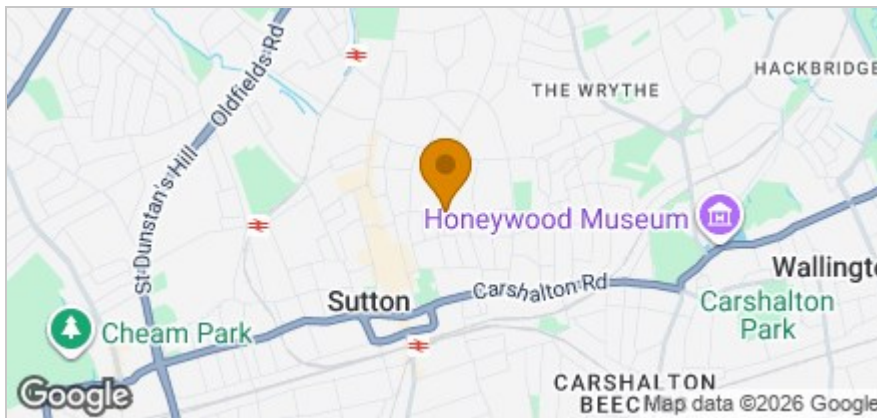 Oldfields Rd
THE WRYTHE
HACKBRIDGE
St Dunstan's Hill
Honeywood Museum
Wallingt
Sutton
Carshalton Rd
Carshalton
Park
Cheam Park
CARSHALTON
BEEC
Google
Map data ©2026 Google